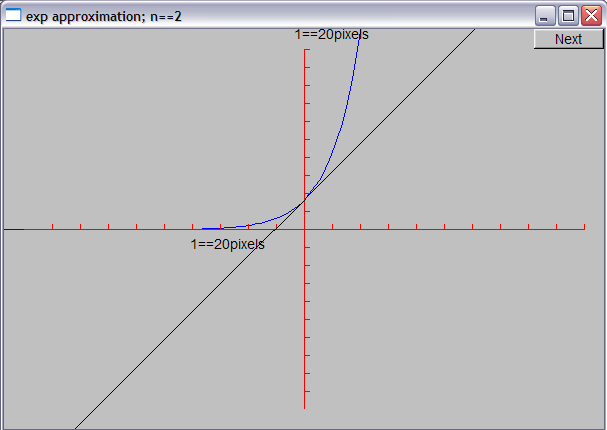 exp approximation; n==2
1==20pixels
Next
1==20pixels